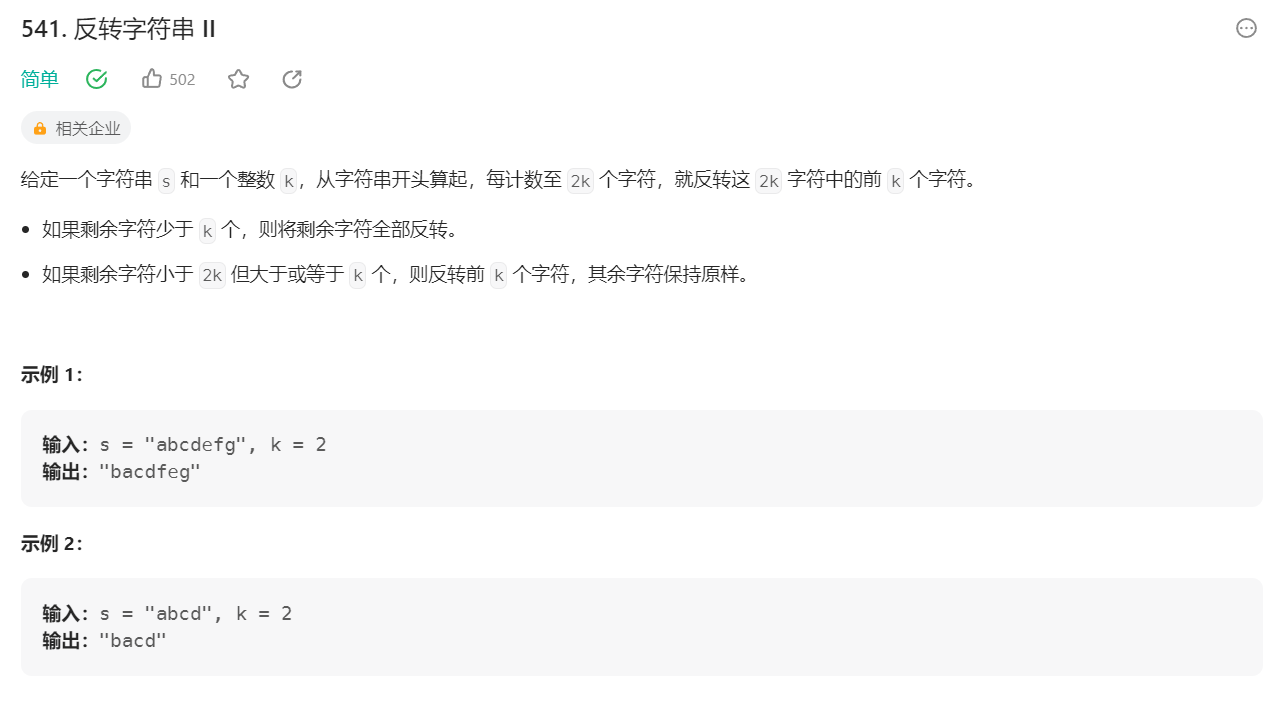 541. 反转字符串 II
简单 502
相关企业
给定一个字符串 s 和一个整数 k，从字符串开头算起，每计数至 2k 个字符，就反转这 2k 字符中的前 k 个字符。
如果剩余字符少于 k 个，则将剩余字符全部反转。
如果剩余字符小于 2k 但大于或等于 k 个，则反转前 k 个字符，其余字符保持原样。
示例 1：
输入：s = "abcdefg", k = 2
输出："bacdfeg"
示例 2：
输入：s = "abcd", k = 2
输出："bacd"